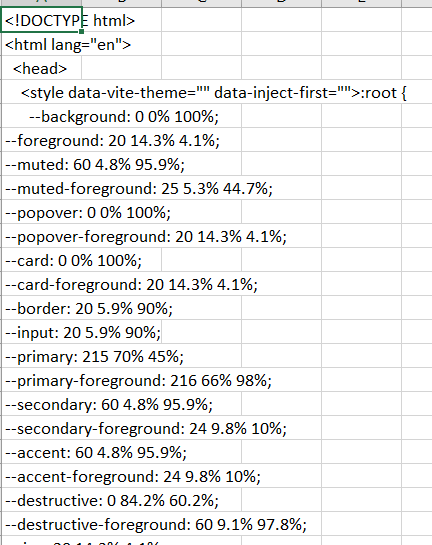 <!DOCTYPE html>
<html lang="en">
<head>
<style data-vite-theme="" data-inject-first="">:root {
--background: 0 0% 100%;
--foreground: 20 14.3% 4.1%;
--muted: 60 4.8% 95.9%;
--muted-foreground: 25 5.3% 44.7%;
--popover: 0 0% 100%;
--popover-foreground: 20 14.3% 4.1%;
--card: 0 0% 100%;
--card-foreground: 20 14.3% 4.1%;
--border: 20 5.9% 90%;
--input: 20 5.9% 90%;
--primary: 215 70% 45%;
--primary-foreground: 216 66% 98%;
--secondary: 60 4.8% 95.9%;
--secondary-foreground: 24 9.8% 10%;
--accent: 60 4.8% 95.9%;
--accent-foreground: 24 9.8% 10%;
--destructive: 0 84.2% 60.2%;
--destructive-foreground: 60 9.1% 97.8%;